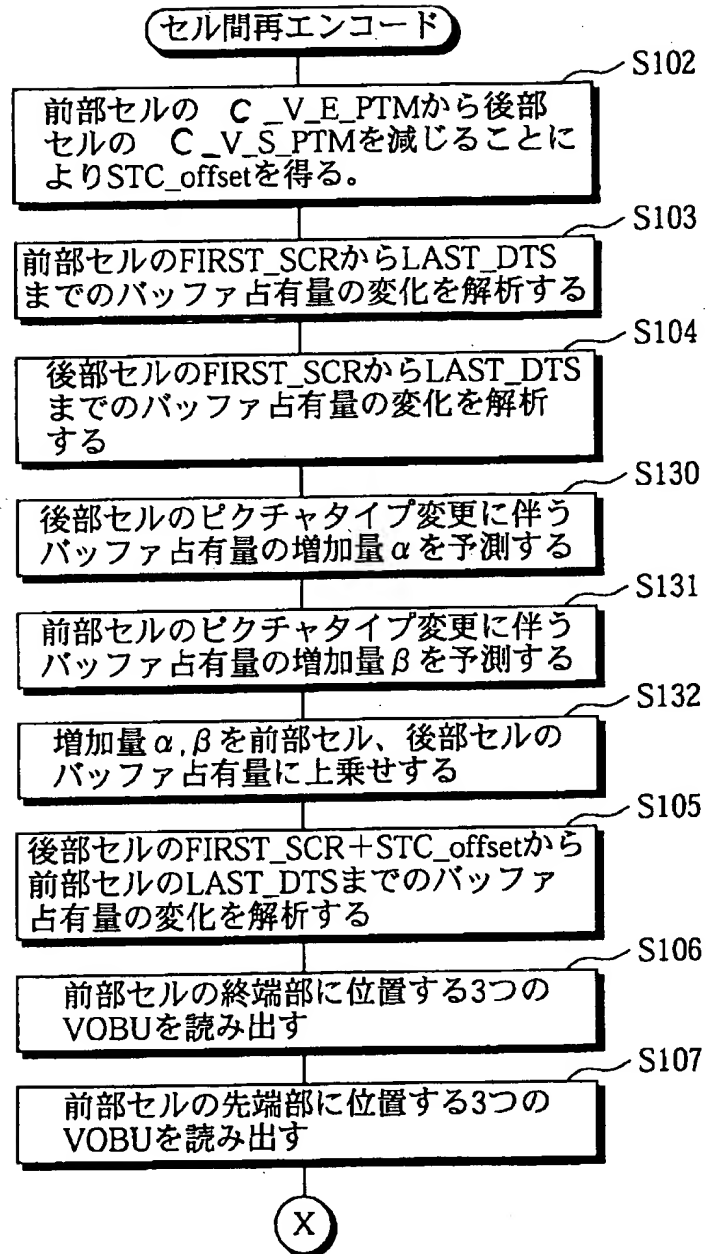 セル間再エンコード
S102
前部セルの C_V_E_PTMから後部
セルの C_V_S_PTMを減じることに
よりSTC_offsetを得る。
S103
前部セルのFIRST_SCRからLAST_DTS
までのバッファ占有量の変化を解析する
S104
後部セルのFIRST_SCRからLAST_DTS
までのバッファ占有量の変化を解析
する
S130
後部セルのピクチャタイプ変更に伴う
バッファ占有量の増加量αを予測する
S131
前部セルのピクチャタイプ変更に伴う
バッファ占有量の増加量βを予測する
S132
増加量α,βを前部セル、後部セルの
バッファ占有量に上乗せする
S105
後部セルのFIRST_SCR+STC_offsetから
前部セルのLAST_DTSまでのバッファ
占有量の変化を解析する
S106
前部セルの終端部に位置する3つの
VOBUを読み出す
S107
前部セルの先端部に位置する3つの
VOBUを読み出す
X